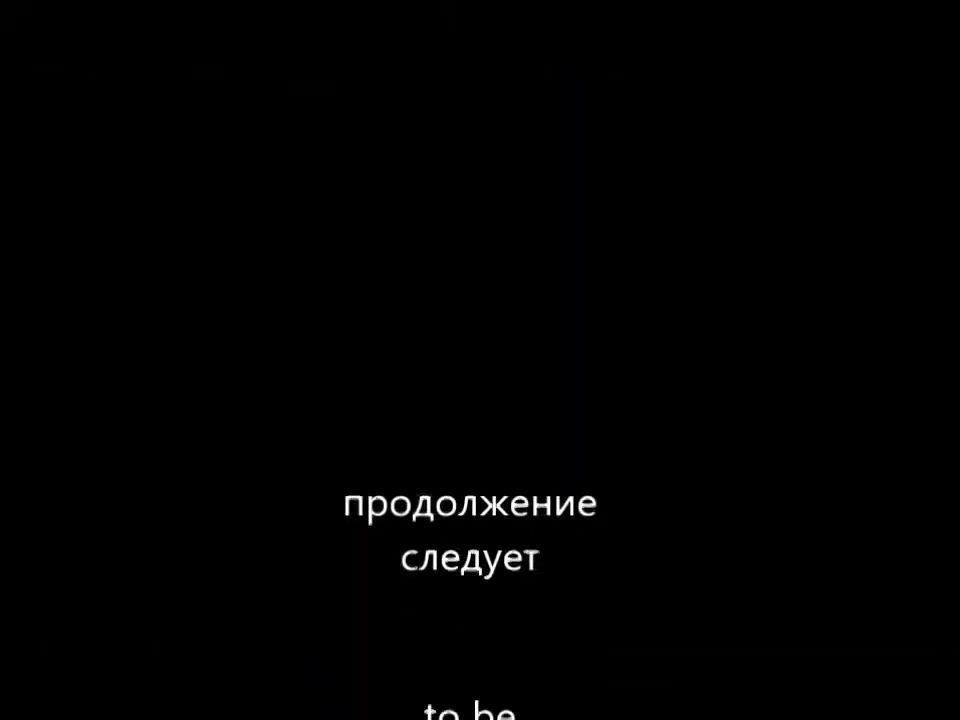 продолжение
следует
to be